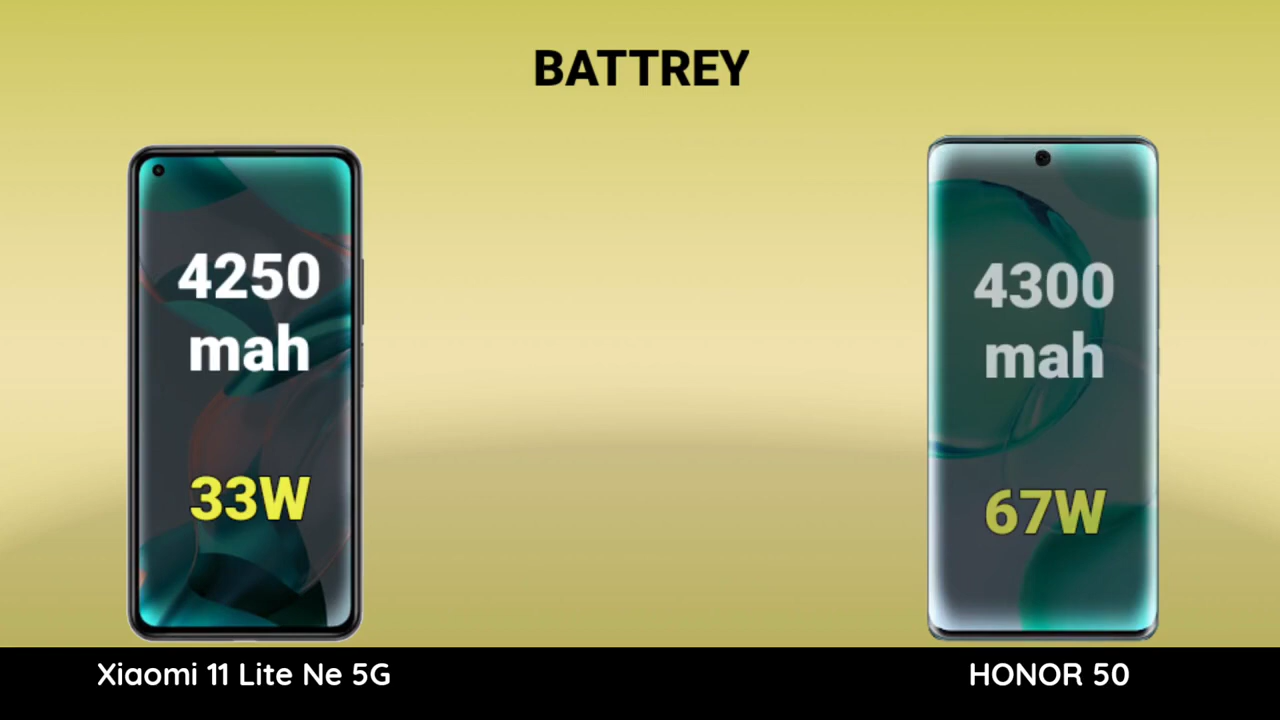 BATTREY
4250
mah
33W
4300
mah
67W
Xiaomi 11 Lite Ne 5G
HONOR 50